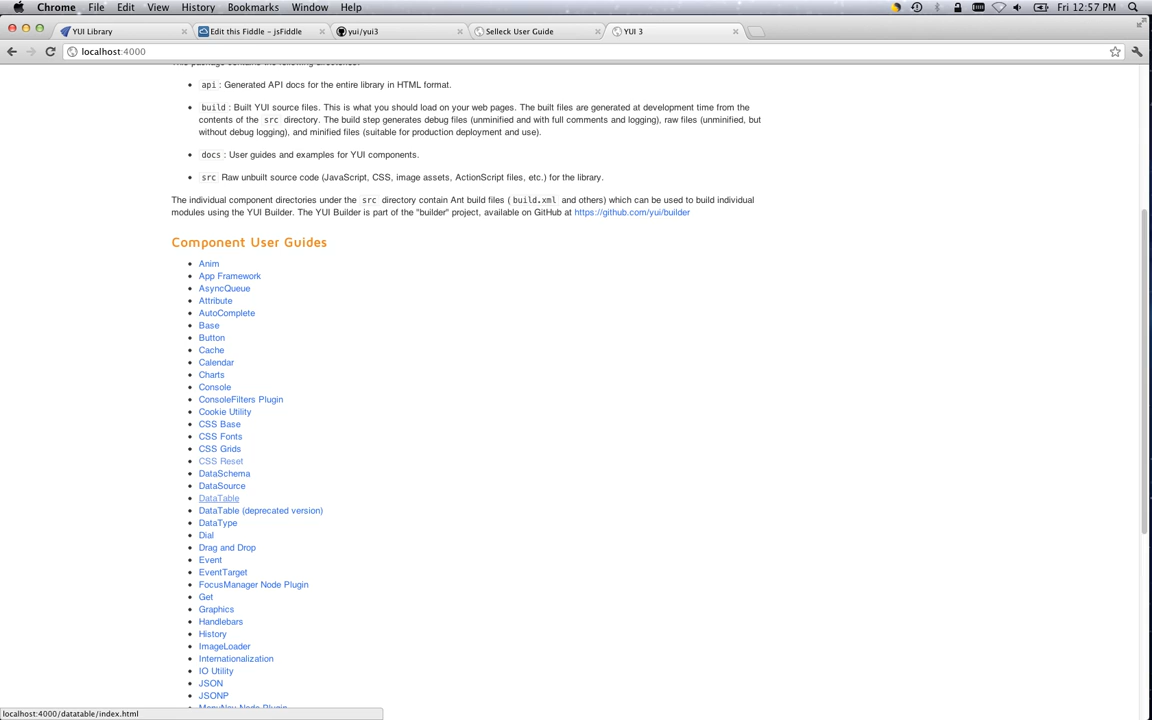 Chrome File Edit View History Bookmarks Window Help Fri 12:57 PM
YUI Library
Edit this Fiddle - jsFiddle
yui/yui3
Selleck User Guide
YUI 3
localhost:4000
This package contains the following directories:
api : Generated API docs for the entire library in HTML format.
build : Built YUI source files. This is what you should load on your web pages. The built files are generated at development time from the
contents of the src directory. The build step generates debug files (unminified and with full comments and logging), raw files (unminified, but
without debug logging), and minified files (suitable for production deployment and use).
docs : User guides and examples for YUI components.
src Raw unbuilt source code (JavaScript, CSS, image assets, ActionScript files, etc.) for the library.
The individual component directories under the src directory contain Ant build files ( build.xml and others) which can be used to build individual
modules using the YUI Builder. The YUI Builder is part of the "builder" project, available on GitHub at https://github.com/yui/builder
Component User Guides
Anim
App Framework
AsyncQueue
Attribute
AutoComplete
Base
Button
Cache
Calendar
Charts
Console
ConsoleFilters Plugin
Cookie Utility
CSS Base
CSS Fonts
CSS Grids
CSS Reset
DataSchema
DataSource
DataTable
DataTable (deprecated version)
DataType
Dial
Drag and Drop
Event
EventTarget
FocusManager Node Plugin
Get
Graphics
Handlebars
History
ImageLoader
Internationalization
IO Utility
JSON
JSONP
MenuNav Node Plugin
localhost:4000/datatable/index.html